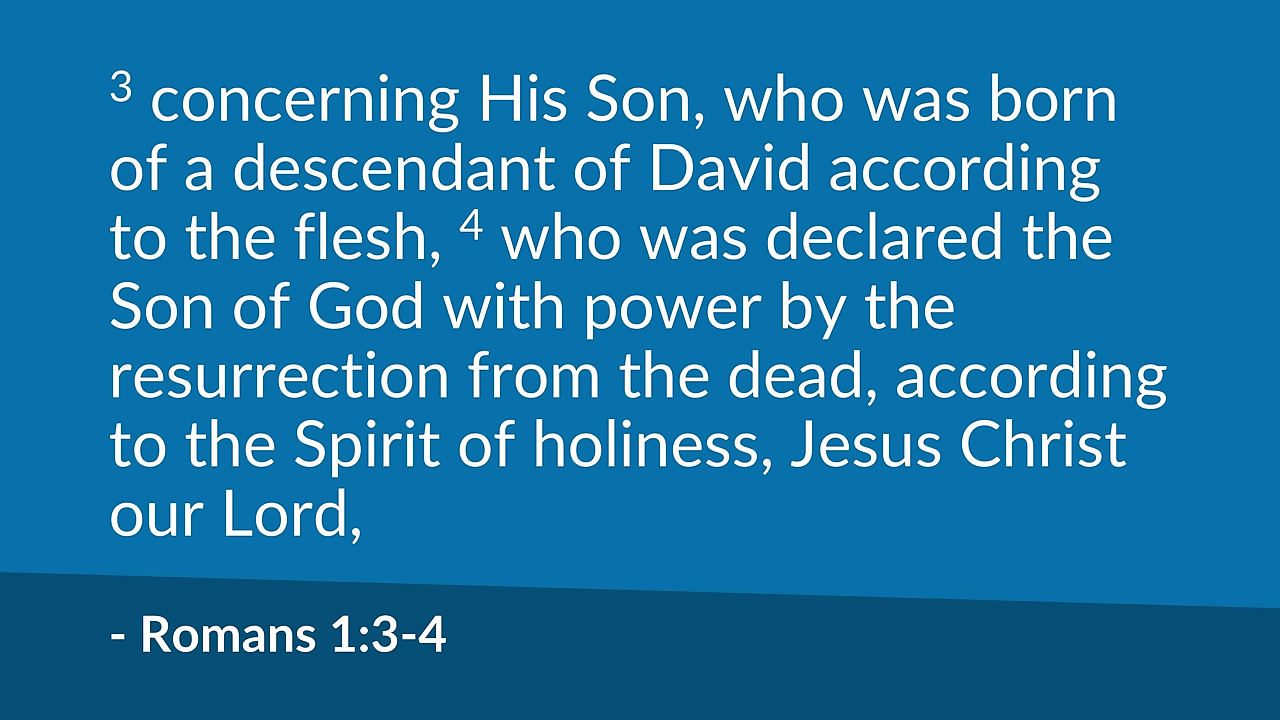 3 concerning His Son, who was born
of a descendant of David according
to the flesh, 4 who was declared the
Son of God with power by the
resurrection from the dead, according
to the Spirit of holiness, Jesus Christ
our Lord,
- Romans 1:3-4